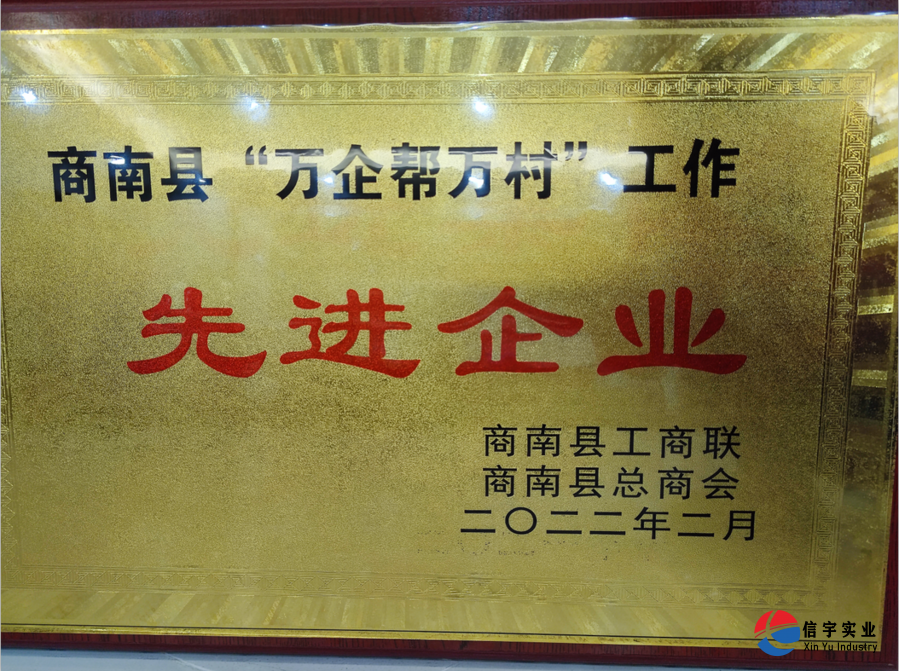 商南县“万企帮万村”工作
先进企业
商南县工商联
商南县总商会
二〇二二年二月
信宇实业
Xin Yu Industry